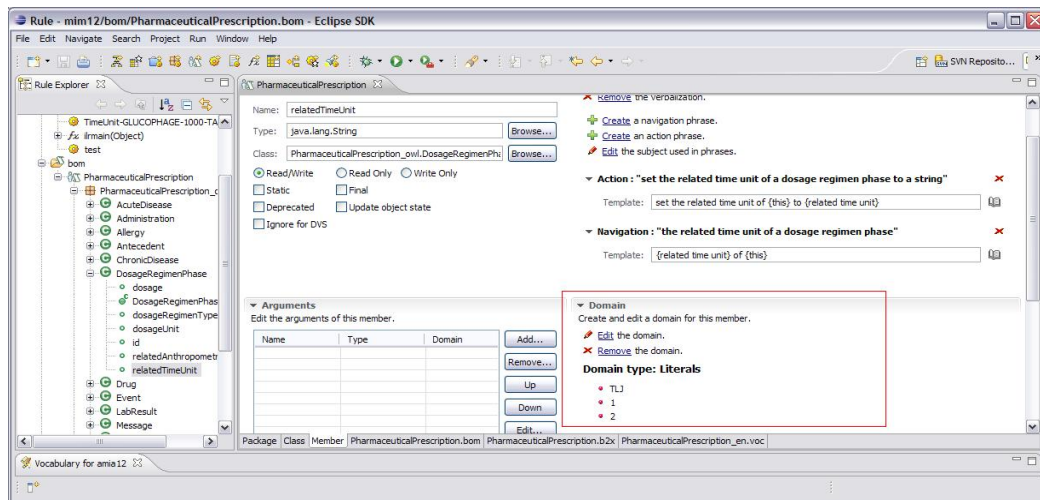 Rule - mim12/bom/PharmaceuticalPrescription.bom - Eclipse SDK
File Edit Navigate Search Project Run Window Help
SVN Reposito...
Rule Explorer
PharmaceuticalPrescription
TimeUnit-GLUCOPHAGE-1000-TA
ilrmain(Object)
test
bom
PharmaceuticalPrescription
PharmaceuticalPrescription_c
AcuteDisease
Administration
Allergy
Antecedent
ChronicDisease
DosageRegimenPhase
dosage
DosageRegimenPhas
dosageRegimenType
dosageUnit
id
relatedAnthropometr
relatedTimeUnit
Drug
Event
LabResult
Message
Name: relatedTimeUnit
Type: java.lang.String Browse...
Class: PharmaceuticalPrescription_owl.DosageRegimenPha Browse...
Read/Write Read Only Write Only
Static Final
Deprecated Update object state
Ignore for DVS
Remove the verbalization.
Create a navigation phrase.
Create an action phrase.
Edit the subject used in phrases.
Action : "set the related time unit of a dosage regimen phase to a string"
Template: set the related time unit of {this} to {related time unit}
Navigation : "the related time unit of a dosage regimen phase"
Template: {related time unit} of {this}
Arguments
Edit the arguments of this member.
Name Type Domain
Add...
Remove...
Up
Down
Edit...
Domain
Create and edit a domain for this member.
Edit the domain.
Remove the domain.
Domain type: Literals
TLJ
1
2
Package Class Member PharmaceuticalPrescription.bom PharmaceuticalPrescription.b2x PharmaceuticalPrescription_en.voc
Vocabulary for amia12